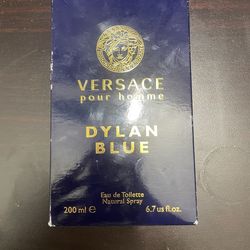 VERSACE
pour homme
DYLAN
BLUE
Eau de Toilette
Natural Spray
200 ml ℮ 6.7 us fl.oz.